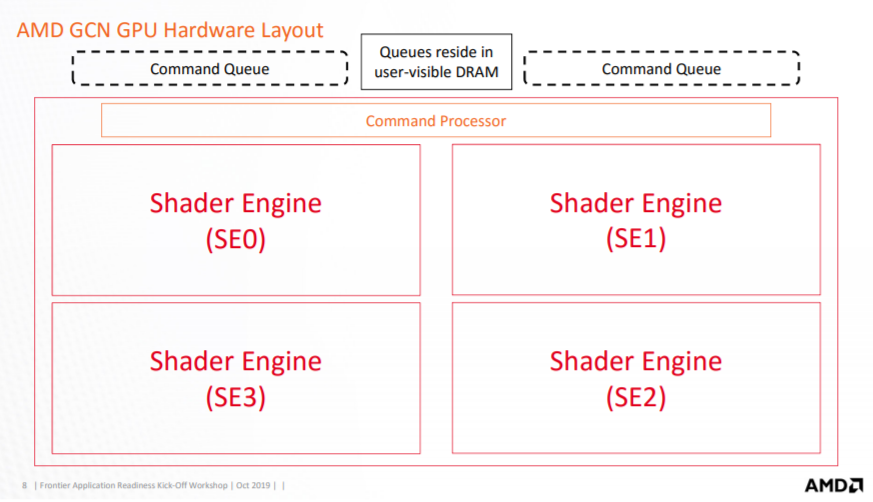 AMD GCN GPU Hardware Layout
Command Queue
Queues reside in
user-visible DRAM
Command Queue
Command Processor
Shader Engine
(SE0)
Shader Engine
(SE1)
Shader Engine
(SE3)
Shader Engine
(SE2)
8 | Frontier Application Readiness Kick-Off Workshop | Oct 2019 | |
AMD